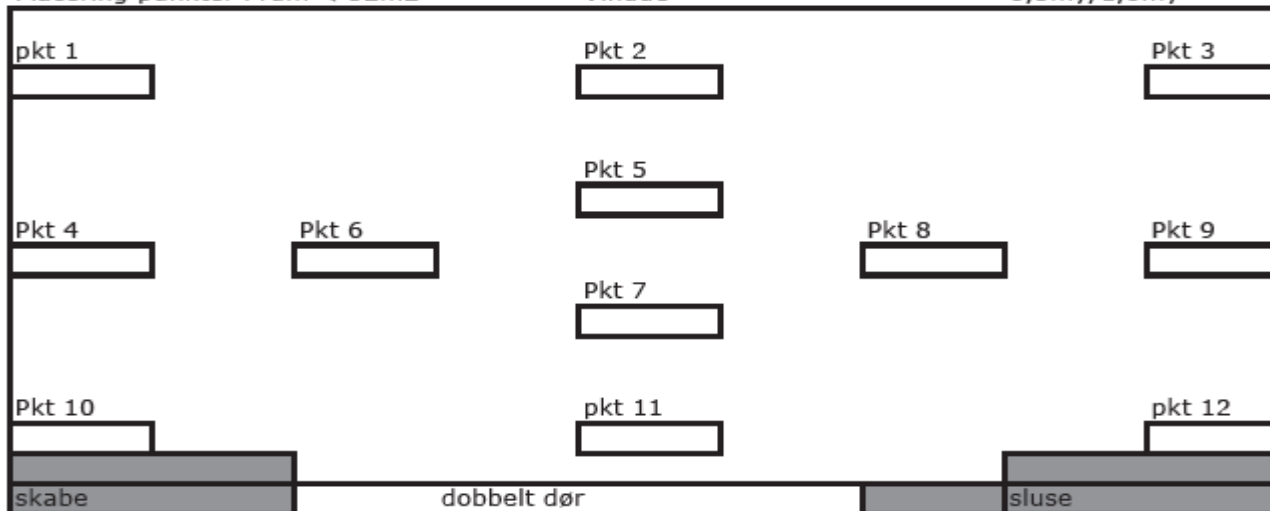 pkt 1 Pkt 2 Pkt 3
Pkt 5
Pkt 4 Pkt 6 Pkt 8 Pkt 9
Pkt 7
Pkt 10 pkt 11 pkt 12
skabe dobbelt dør sluse